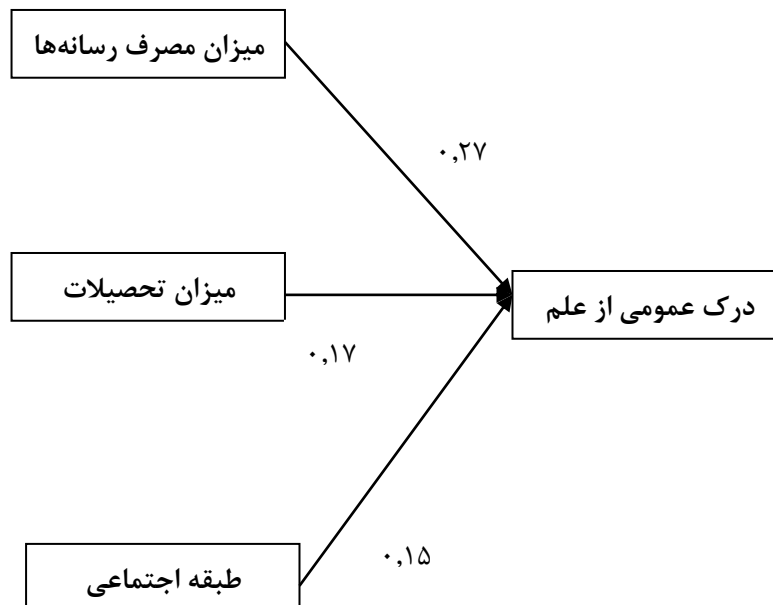 میزان مصرف رسانه‌ها
۰,۲۷
میزان تحصیلات
درک عمومی از علم
۰,۱۷
۰,۱۵
طبقه اجتماعی